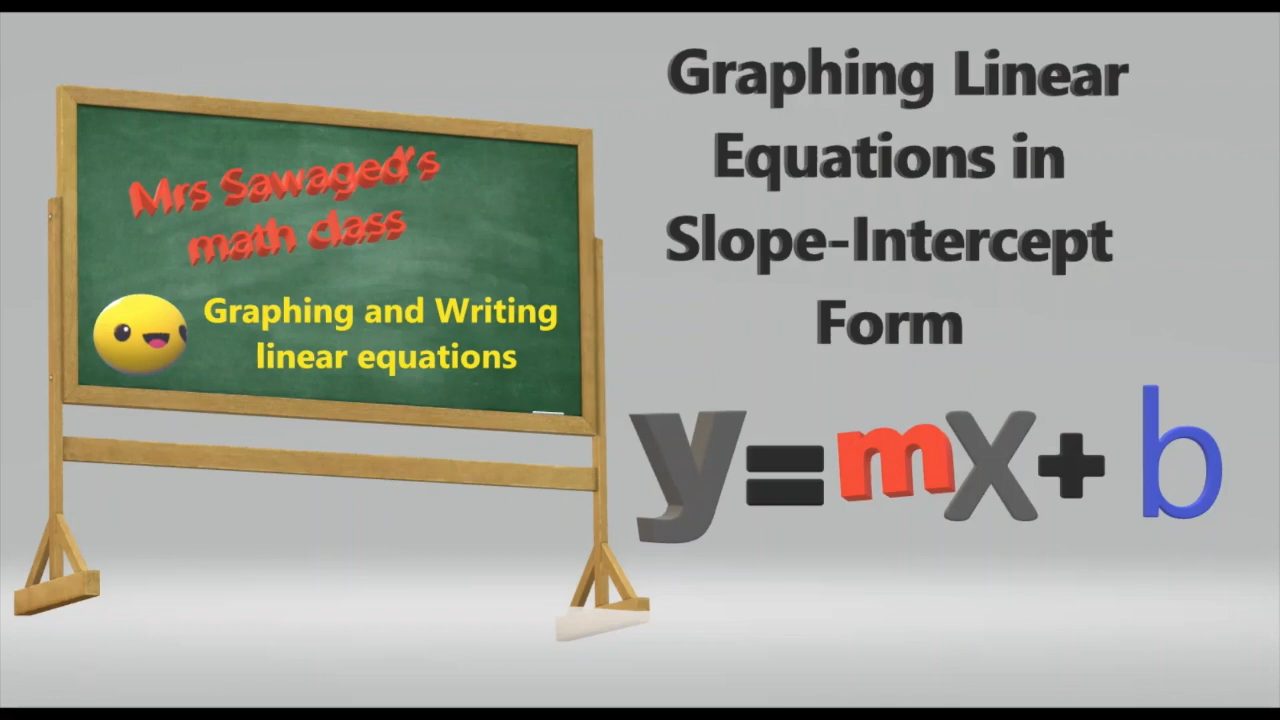 Mrs Sawaged's
math class
Graphing and Writing
linear equations
Graphing Linear
Equations in
Slope-Intercept
Form
y=mx+ b